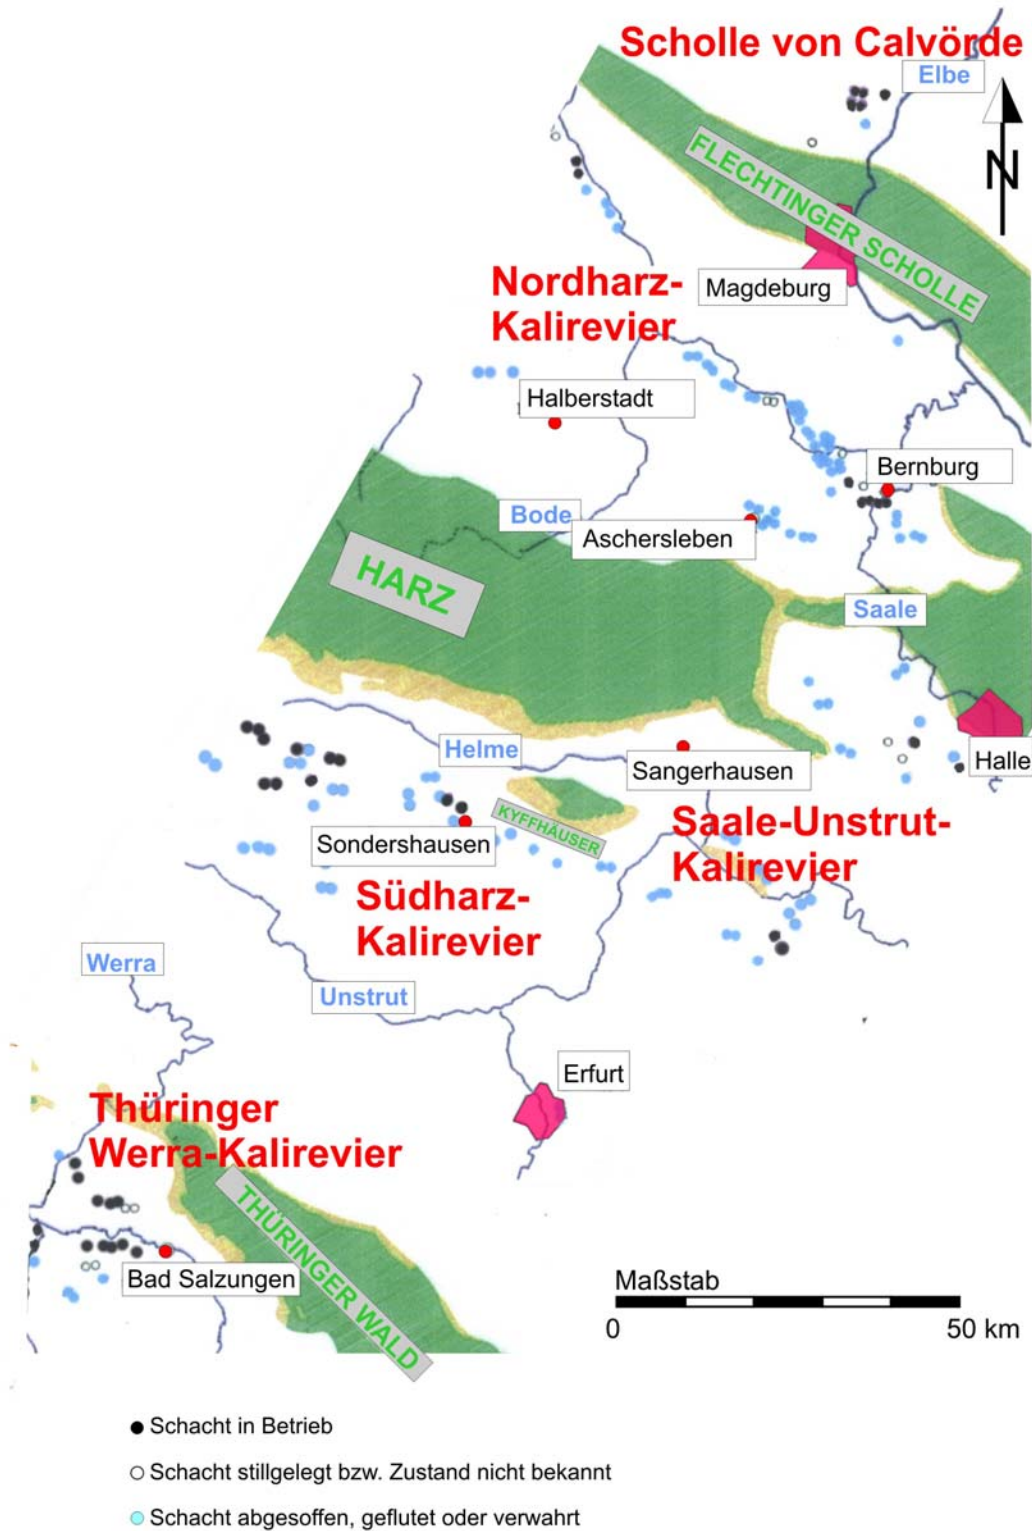 Scholle von Calvörde
Elbe
N
FLECHTINGER SCHOLLE
Nordharz-
Kalirevier
Magdeburg
Halberstadt
Bernburg
Bode
Aschersleben
HARZ
Saale
Helme
Sangerhausen
Halle
KYFFHÄUSER
Saale-Unstrut-
Kalirevier
Sondershausen
Südharz-
Kalirevier
Werra
Unstrut
Erfurt
Thüringer
Werra-Kalirevier
THÜRINGER WALD
Bad Salzungen
Maßstab
0 50 km
Schacht in Betrieb
Schacht stillgelegt bzw. Zustand nicht bekannt
Schacht abgesoffen, geflutet oder verwahrt